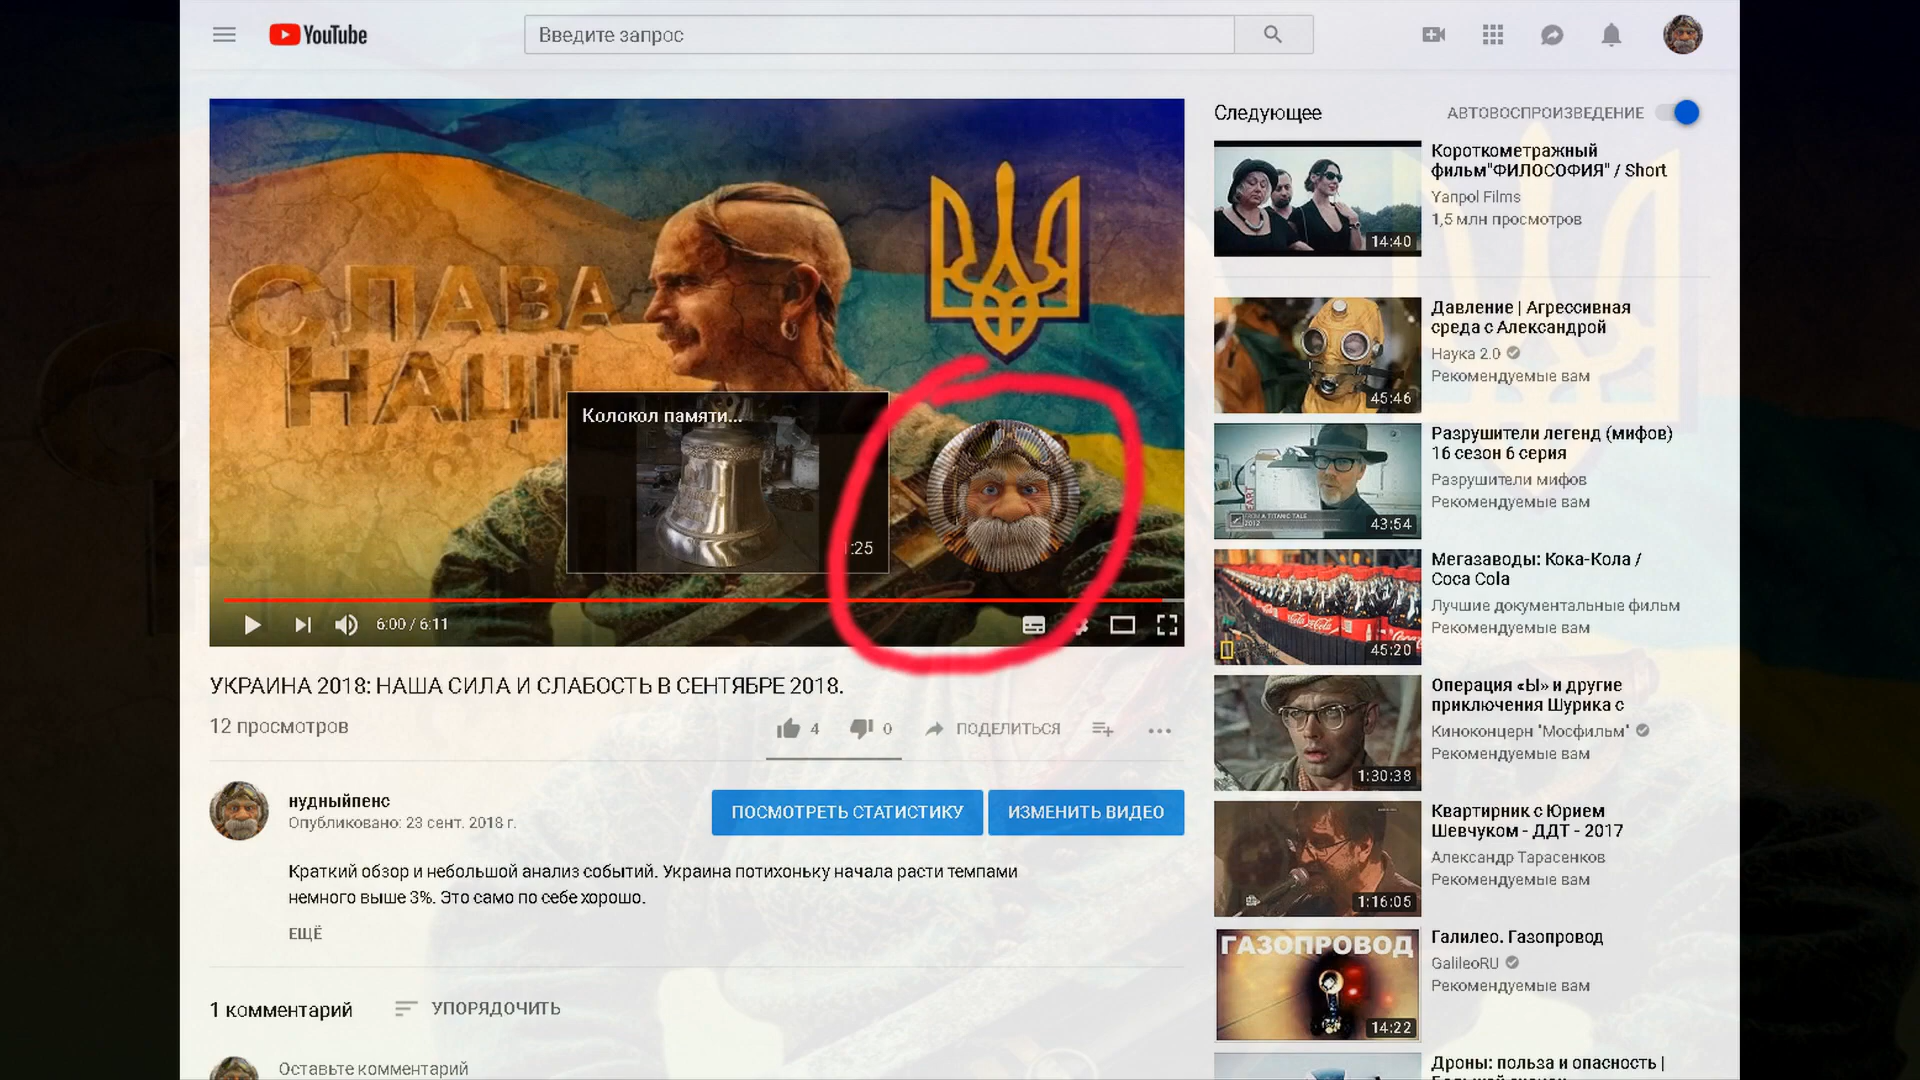 YouTube
Введите запрос
СЛАВА
НАЦІЇ
Колокол памяти...
1:25
6:00 / 6:11
УКРАИНА 2018: НАША СИЛА И СЛАБОСТЬ В СЕНТЯБРЕ 2018.
12 просмотров
4
0
ПОДЕЛИТЬСЯ
нудныйпенс
Опубликовано: 23 сент. 2018 г.
ПОСМОТРЕТЬ СТАТИСТИКУ
ИЗМЕНИТЬ ВИДЕО
Краткий обзор и небольшой анализ событий. Украина потихоньку начала расти темпами
немного выше 3%. Это само по себе хорошо.
ЕЩЁ
1 комментарий
УПОРЯДОЧИТЬ
Оставьте комментарий
Следующее
АВТОВОСПРОИЗВЕДЕНИЕ
14:40
Короткометражный
фильм"ФИЛОСОФИЯ" / Short
Yanpol Films
1,5 млн просмотров
45:46
Давление | Агрессивная
среда с Александрой
Наука 2.0
Рекомендуемые вам
FROM A TITANIC TALE
2012
43:54
Разрушители легенд (мифов)
16 сезон 6 серия
Разрушители мифов
Рекомендуемые вам
Coca-Cola
45:20
Мегазаводы: Кока-Кола /
Coca Cola
Лучшие документальные фильм
Рекомендуемые вам
1:30:38
Операция «Ы» и другие
приключения Шурика с
Киноконцерн "Мосфильм"
Рекомендуемые вам
1:16:05
Квартирник с Юрием
Шевчуком - ДДТ - 2017
Александр Тарасенков
Рекомендуемые вам
ГАЗОПРОВОД
14:22
Галилео. Газопровод
GalileoRU
Рекомендуемые вам
Дроны: польза и опасность |